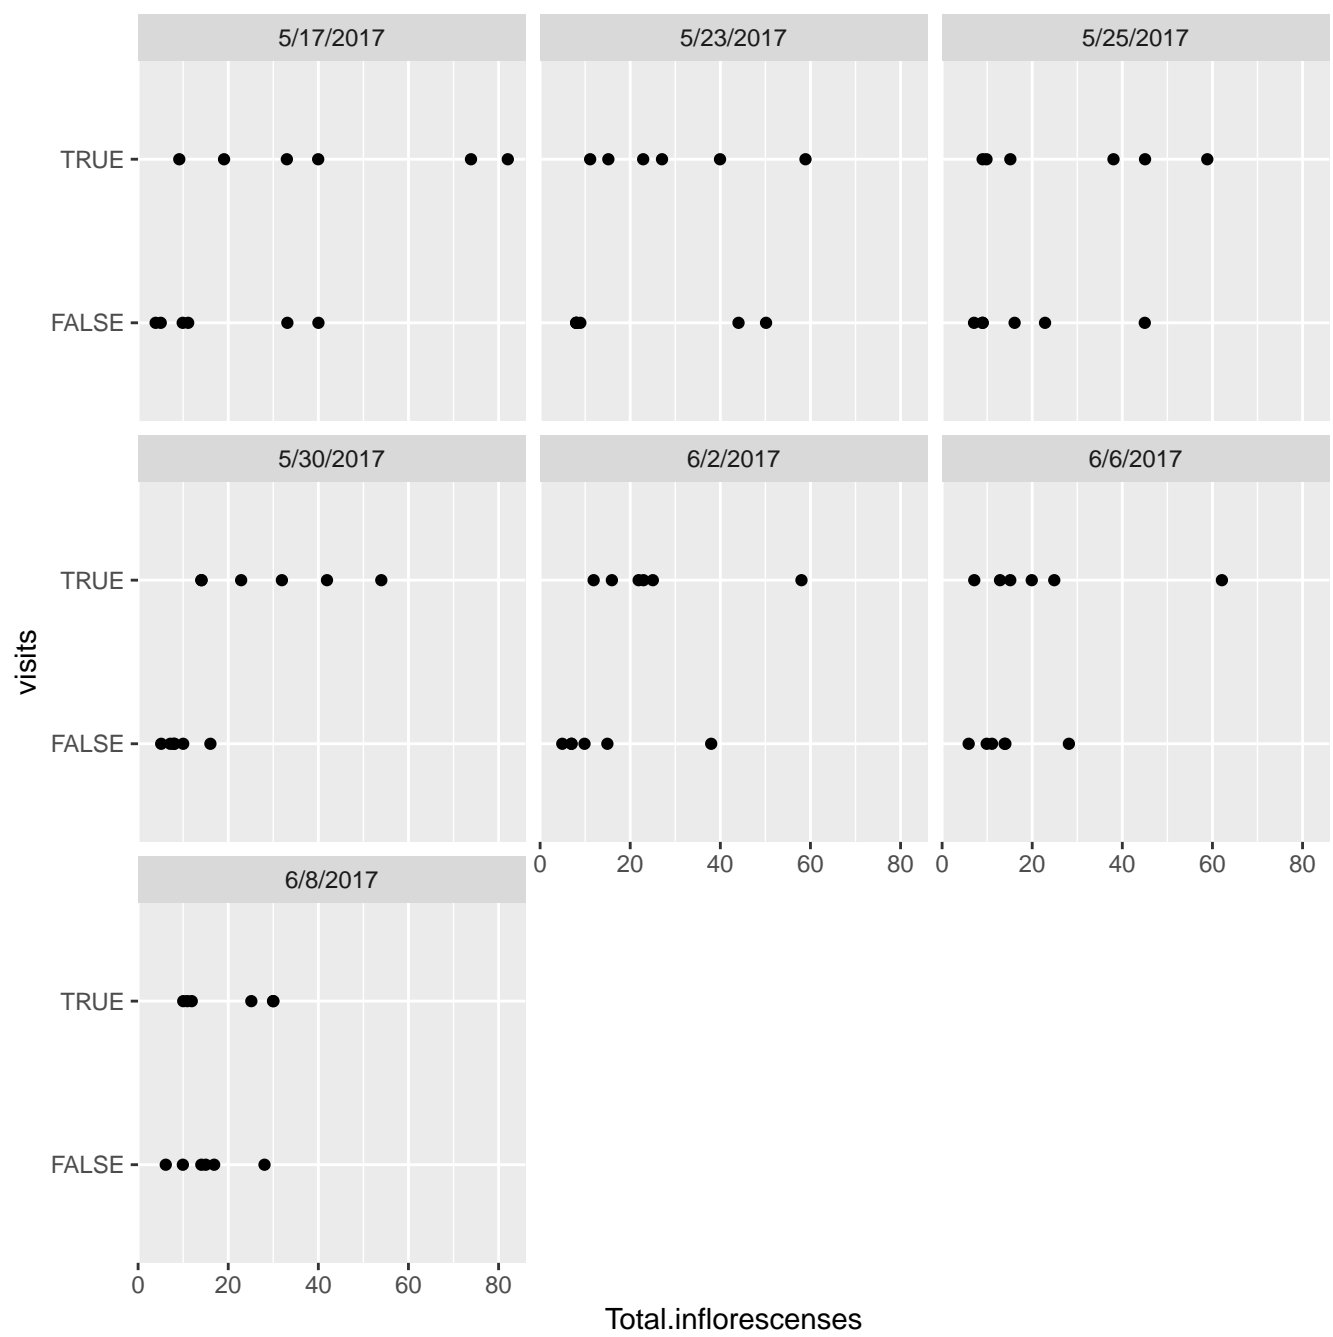 5/17/2017 5/23/2017 5/25/2017
TRUE
FALSE
5/30/2017 6/2/2017 6/6/2017
TRUE
FALSE
0 20 40 60 80 0 20 40 60 80
6/8/2017
TRUE
FALSE
0 20 40 60 80
visits
Total.inflorescenses